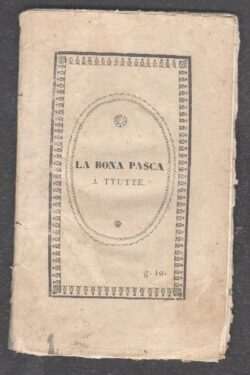 LA BONA PASCA
A TTUTTE.
g. 10.